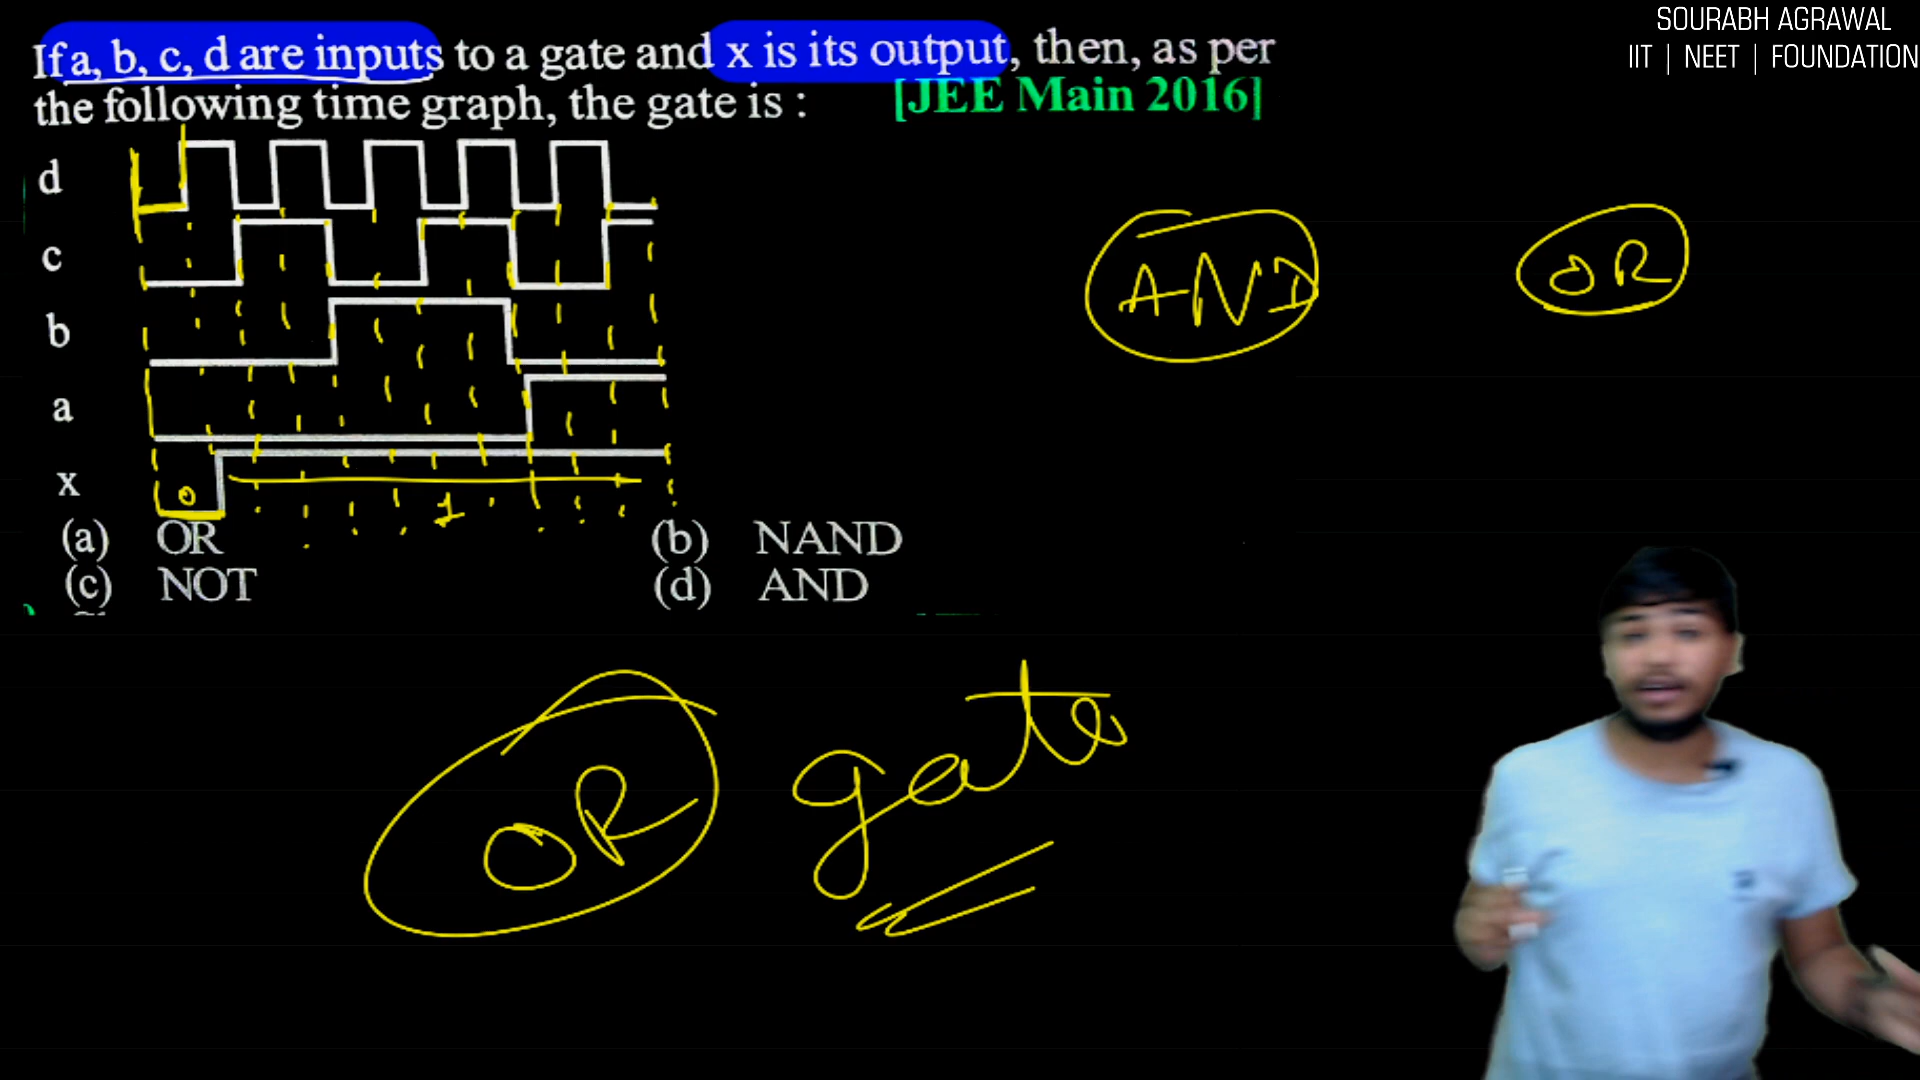 SOURABH AGRAWAL
IIT | NEET | FOUNDATION
If a, b, c, d are inputs to a gate and x is its output, then, as per
the following time graph, the gate is : [JEE Main 2016]
d
c
b
a
x
0
1
AND
OR
(a) OR (b) NAND
(c) NOT (d) AND
OR gate